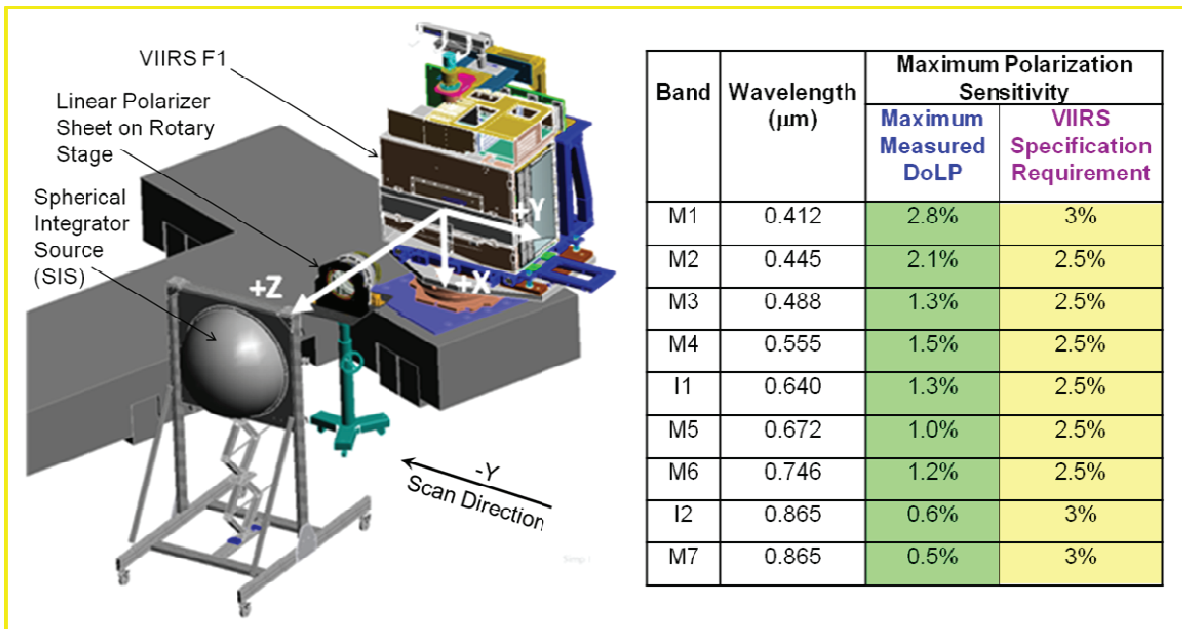 VIIRS F1
Linear Polarizer
Sheet on Rotary
Stage
Spherical
Integrator
Source
(SIS)
+Z
+Y
+X
-Y
Scan Direction
Band
Wavelength
(μm)
Maximum Polarization
Sensitivity
Maximum
Measured
DoLP
VIIRS
Specification
Requirement
M1 0.412 2.8% 3%
M2 0.445 2.1% 2.5%
M3 0.488 1.3% 2.5%
M4 0.555 1.5% 2.5%
I1 0.640 1.3% 2.5%
M5 0.672 1.0% 2.5%
M6 0.746 1.2% 2.5%
I2 0.865 0.6% 3%
M7 0.865 0.5% 3%